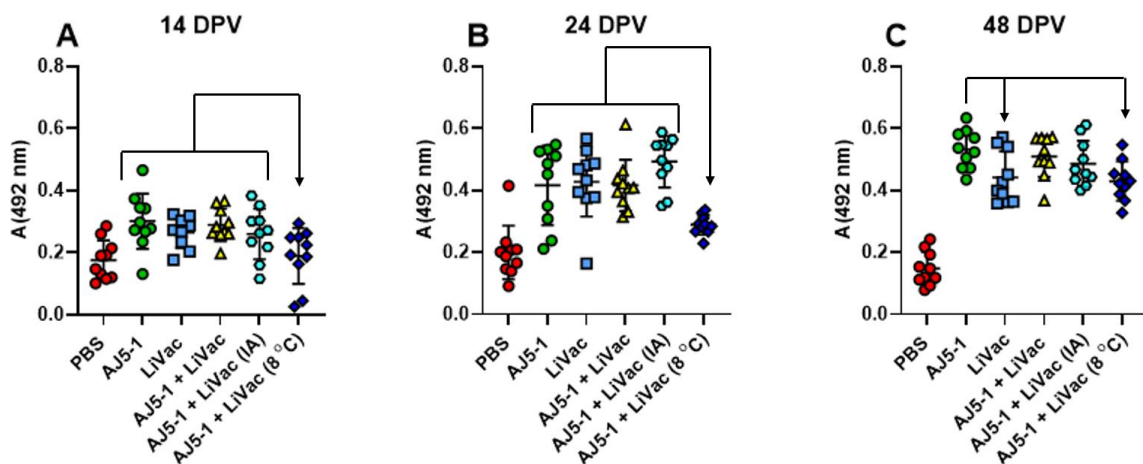 A 14 DPV
A(492 nm)
0.8
0.6
0.4
0.2
0.0
PBS
AJ5-1
LiVac
AJ5-1 + LiVac
AJ5-1 + LiVac (IA)
AJ5-1 + LiVac (8 °C)
B 24 DPV
A(492 nm)
0.8
0.6
0.4
0.2
0.0
PBS
AJ5-1
LiVac
AJ5-1 + LiVac
AJ5-1 + LiVac (IA)
AJ5-1 + LiVac (8 °C)
C 48 DPV
A(492 nm)
0.8
0.6
0.4
0.2
0.0
PBS
AJ5-1
LiVac
AJ5-1 + LiVac
AJ5-1 + LiVac (IA)
AJ5-1 + LiVac (8 °C)